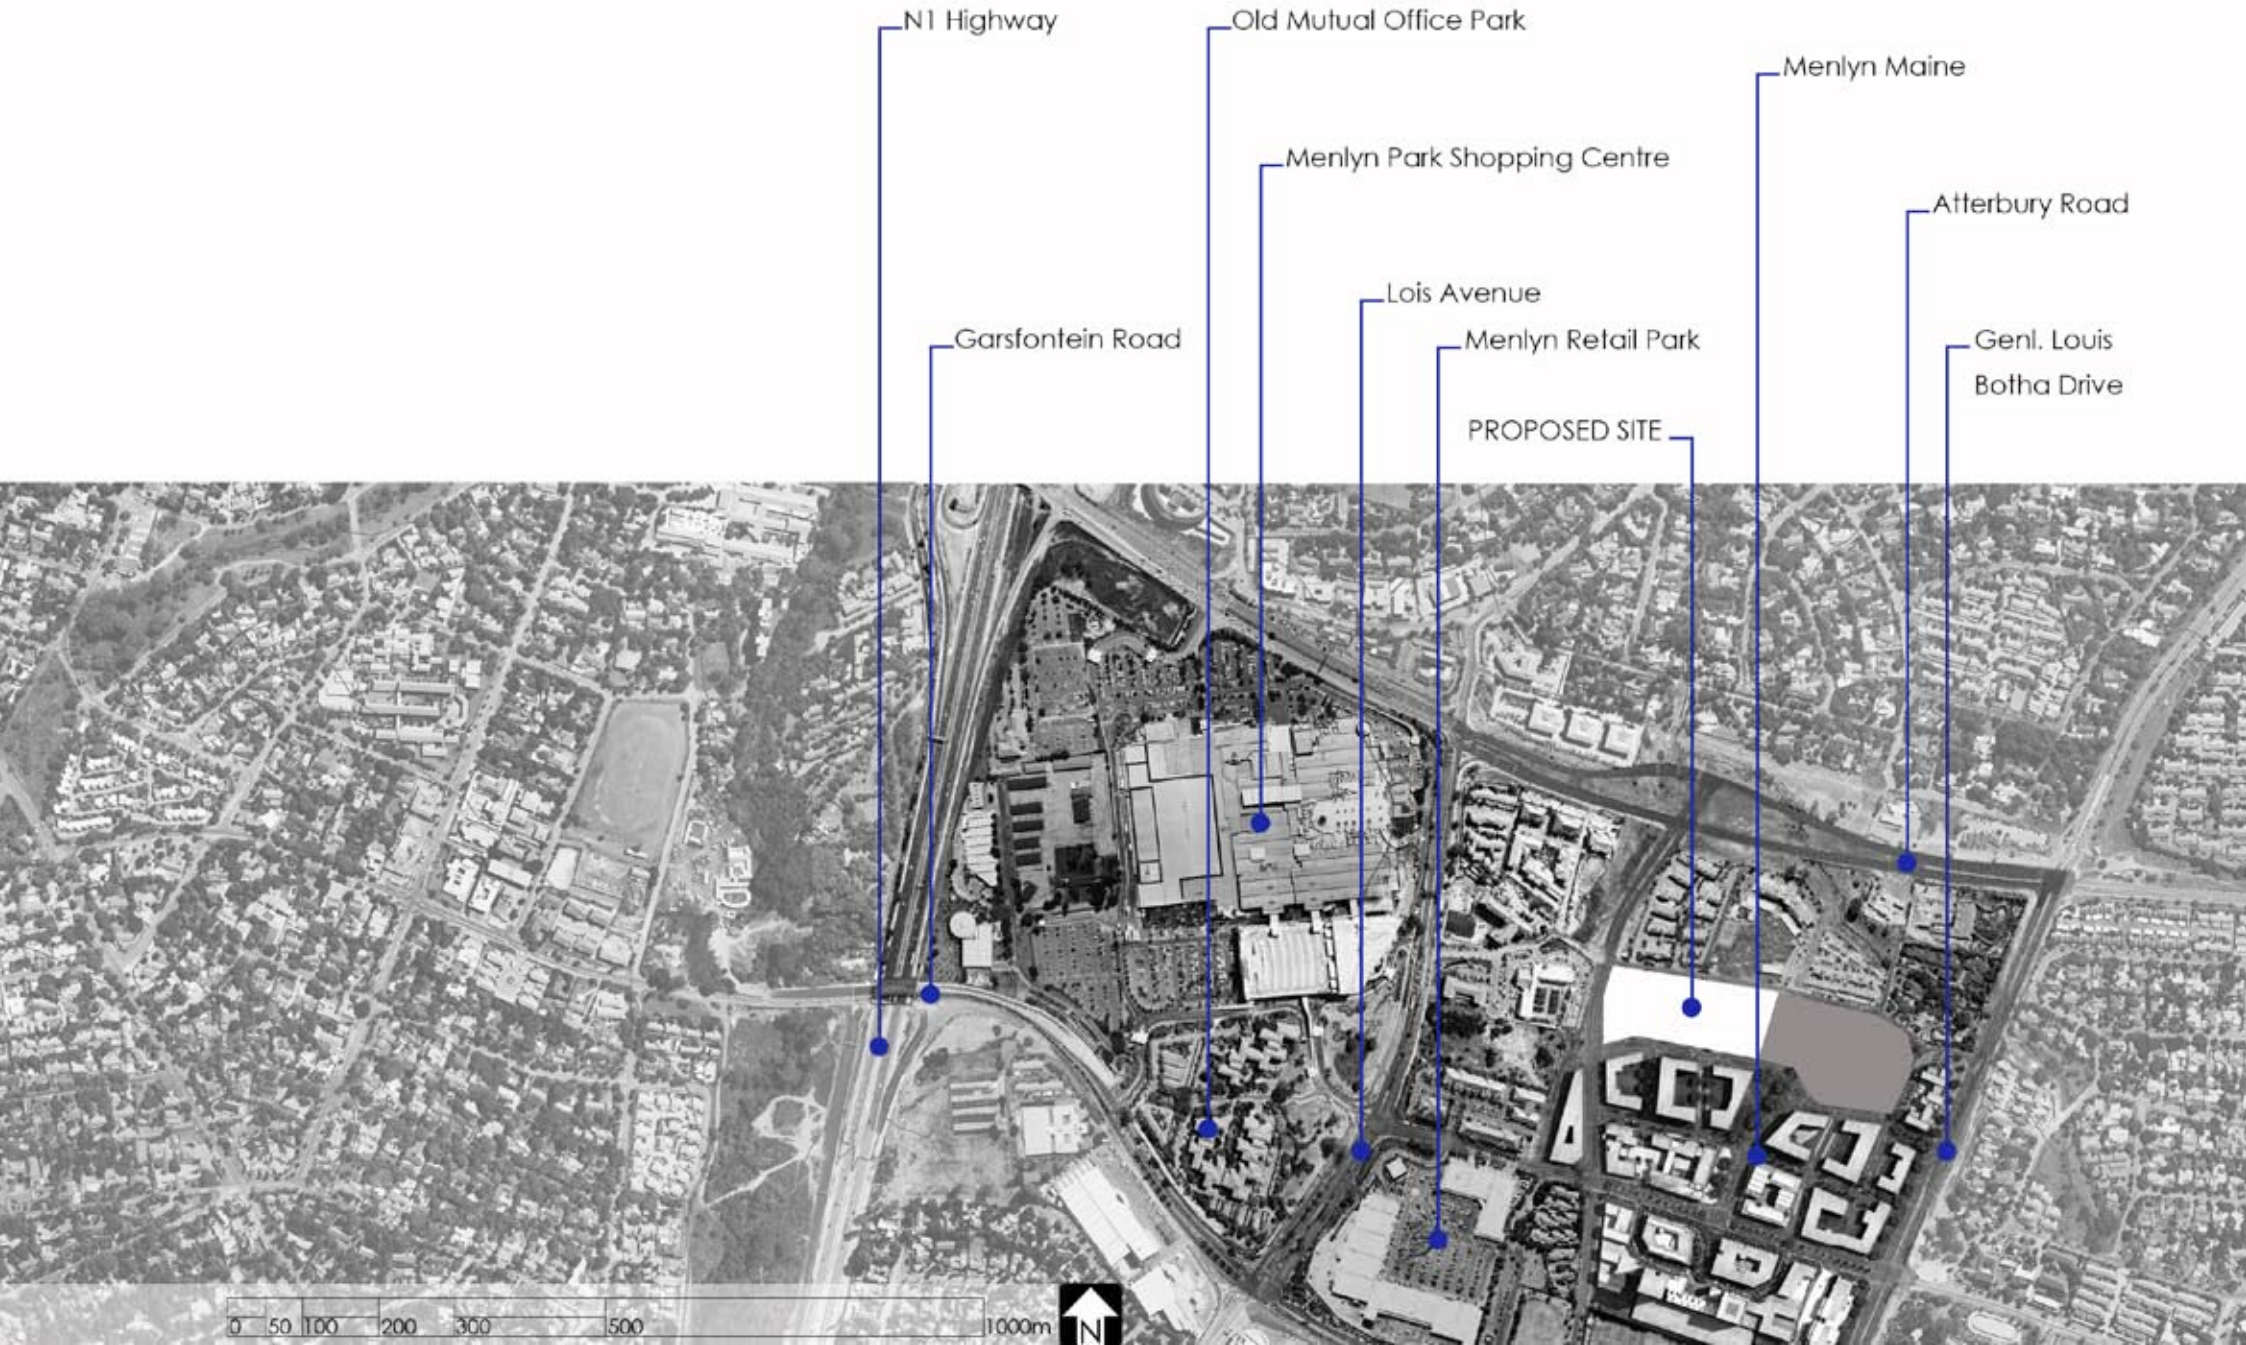 N1 Highway
Old Mutual Office Park
Menlyn Maine
Menlyn Park Shopping Centre
Atterbury Road
Lois Avenue
Garsfontein Road
Menlyn Retail Park
Genl. Louis
Botha Drive
PROPOSED SITE
0 50 100 200 300 500 1000m
N